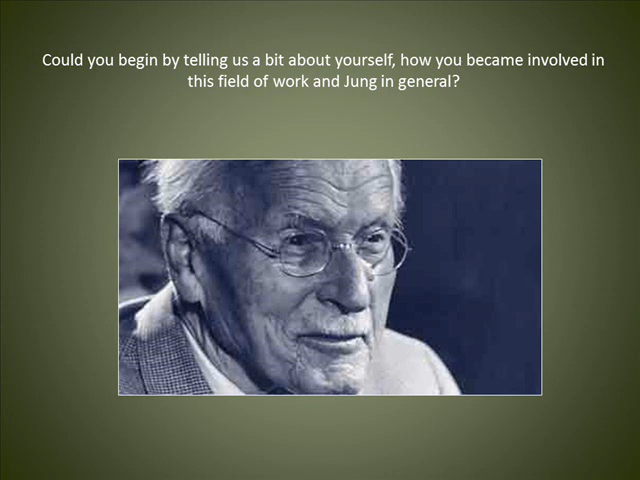 Could you begin by telling us a bit about yourself, how you became involved in
this field of work and Jung in general?